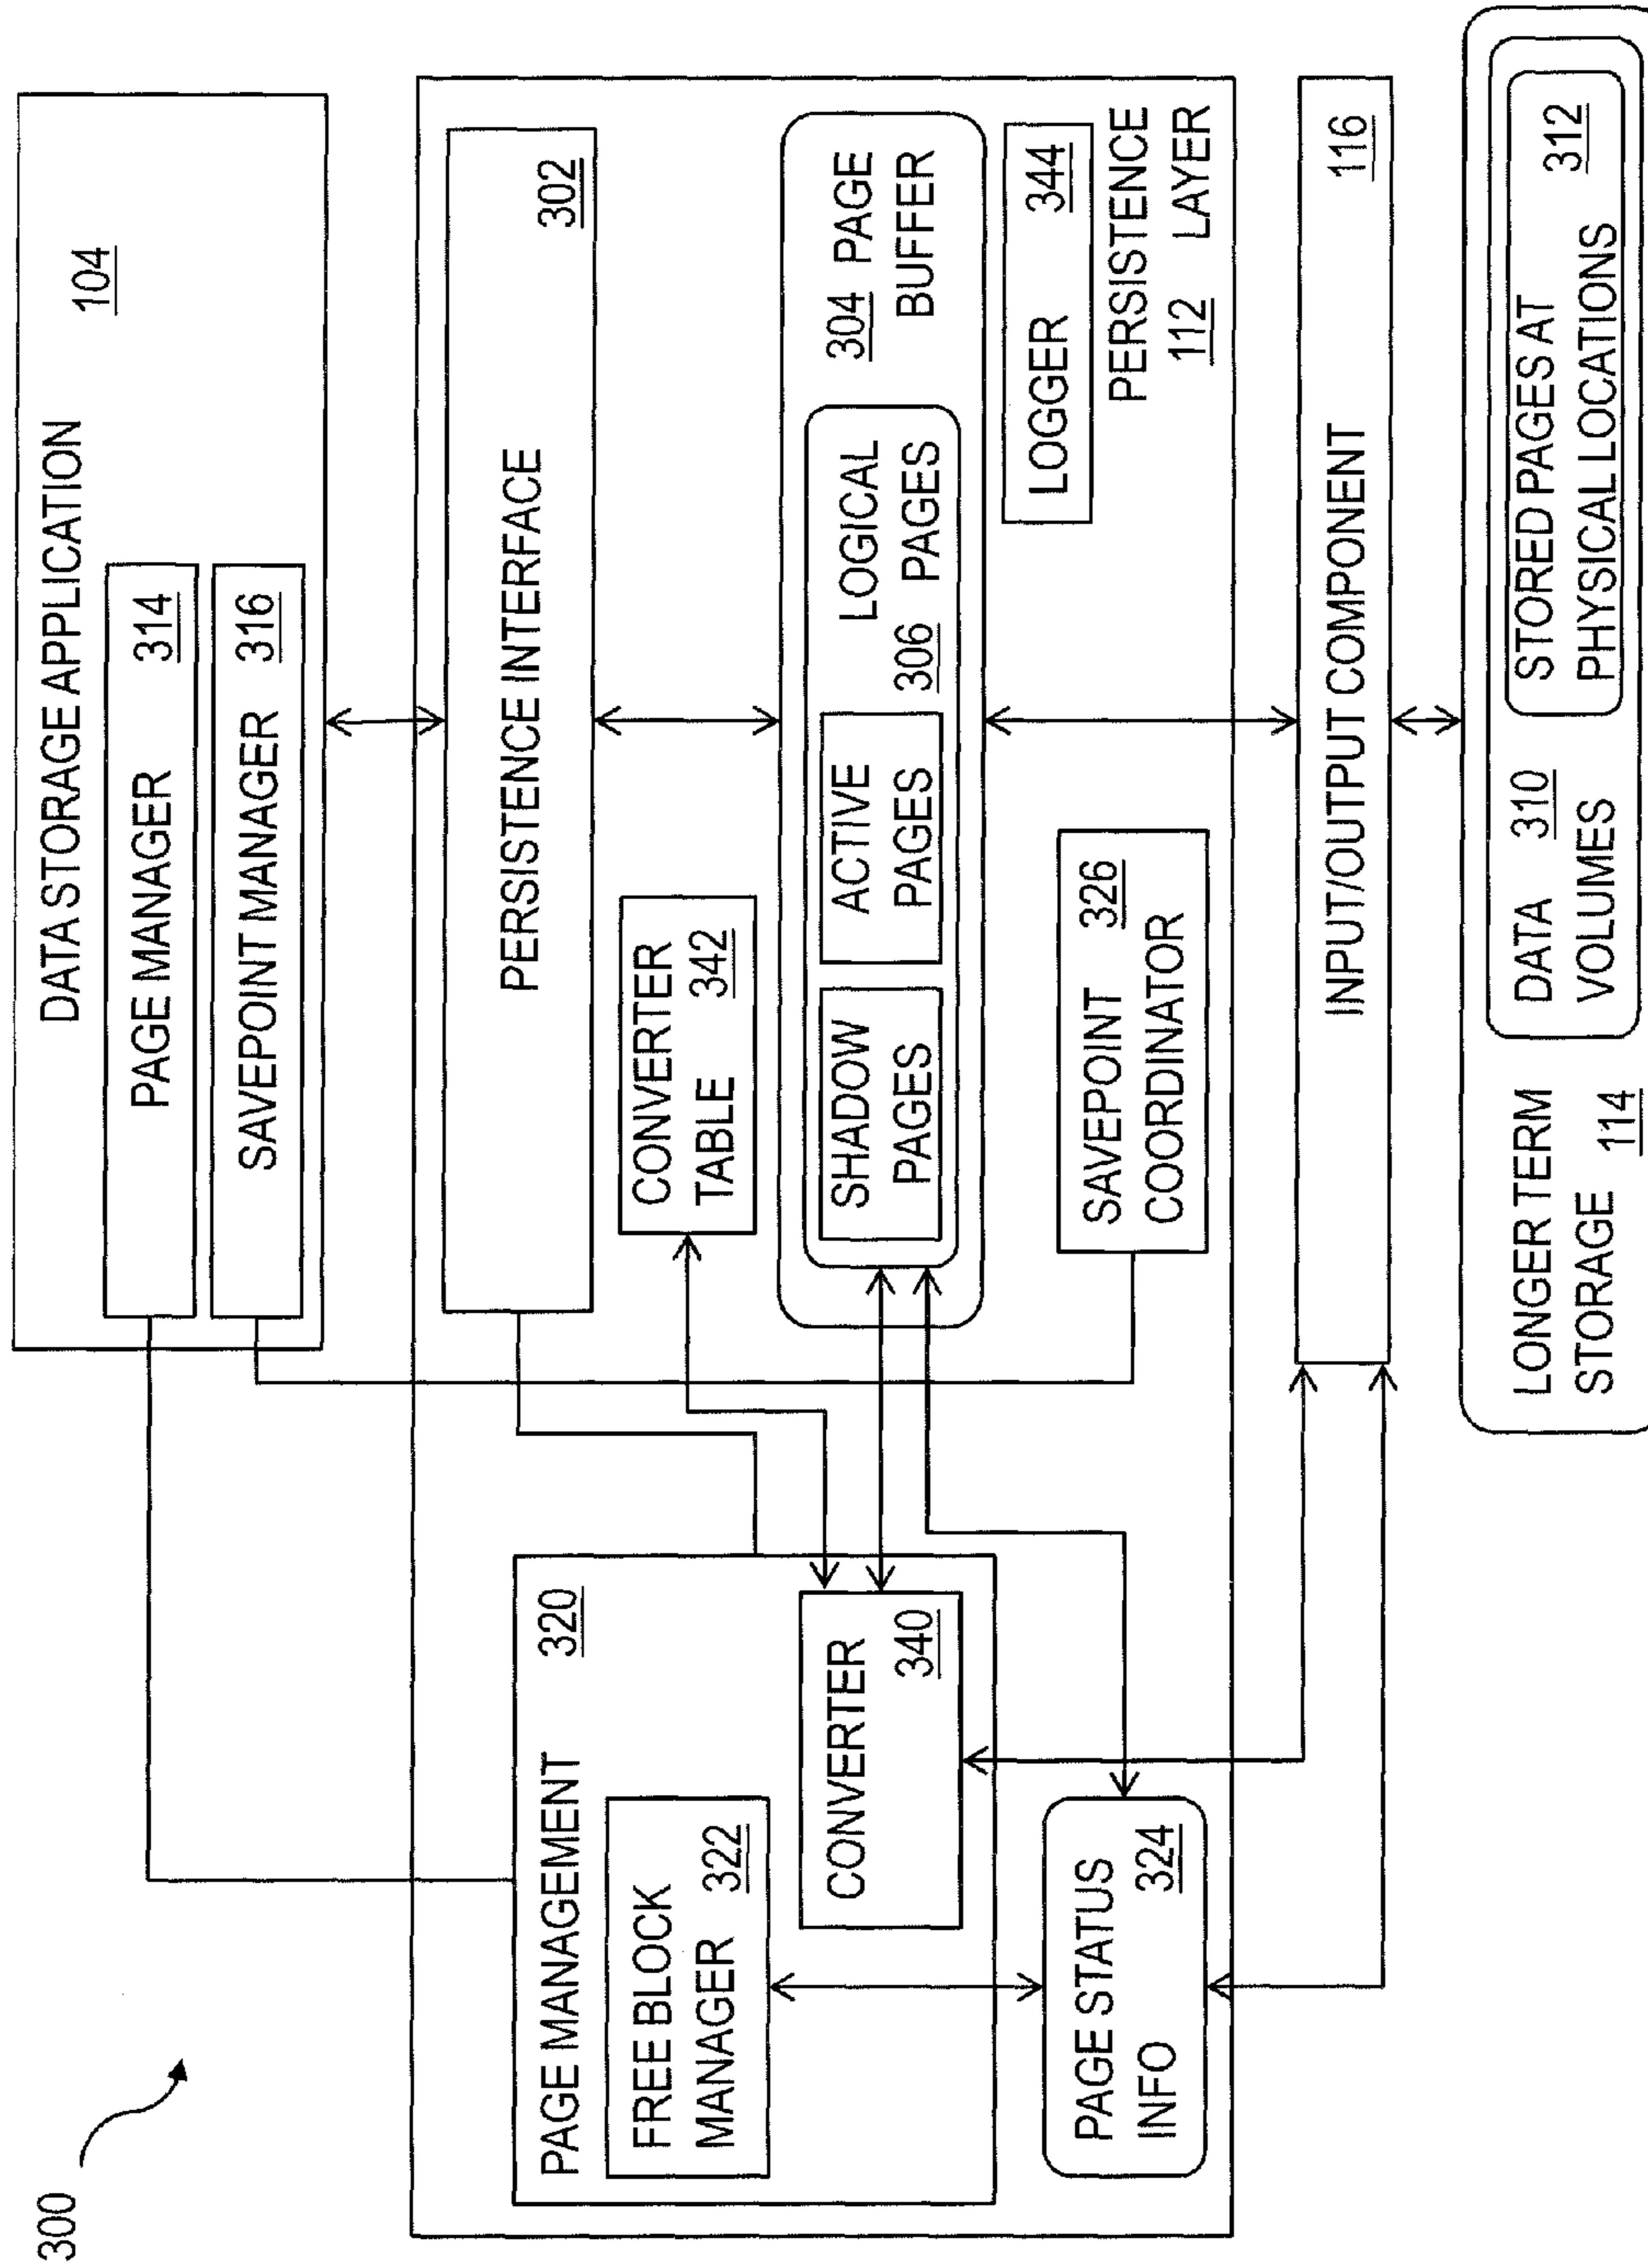 300
DATA STORAGE APPLICATION
104
PAGE MANAGER 314
SAVEPOINT MANAGER 316
PERSISTENCE INTERFACE 302
PAGE MANAGEMENT 320
FREE BLOCK
MANAGER 322
CONVERTER
340
PAGE STATUS
INFO 324
CONVERTER
TABLE 342
304 PAGE
BUFFER
LOGICAL
306 PAGES
SHADOW
PAGES
ACTIVE
PAGES
SAVEPOINT 326
COORDINATOR
LOGGER 344
PERSISTENCE
112 LAYER
INPUT/OUTPUT COMPONENT 116
LONGER TERM
STORAGE 114
DATA 310
VOLUMES
STORED PAGES AT
PHYSICAL LOCATIONS 312